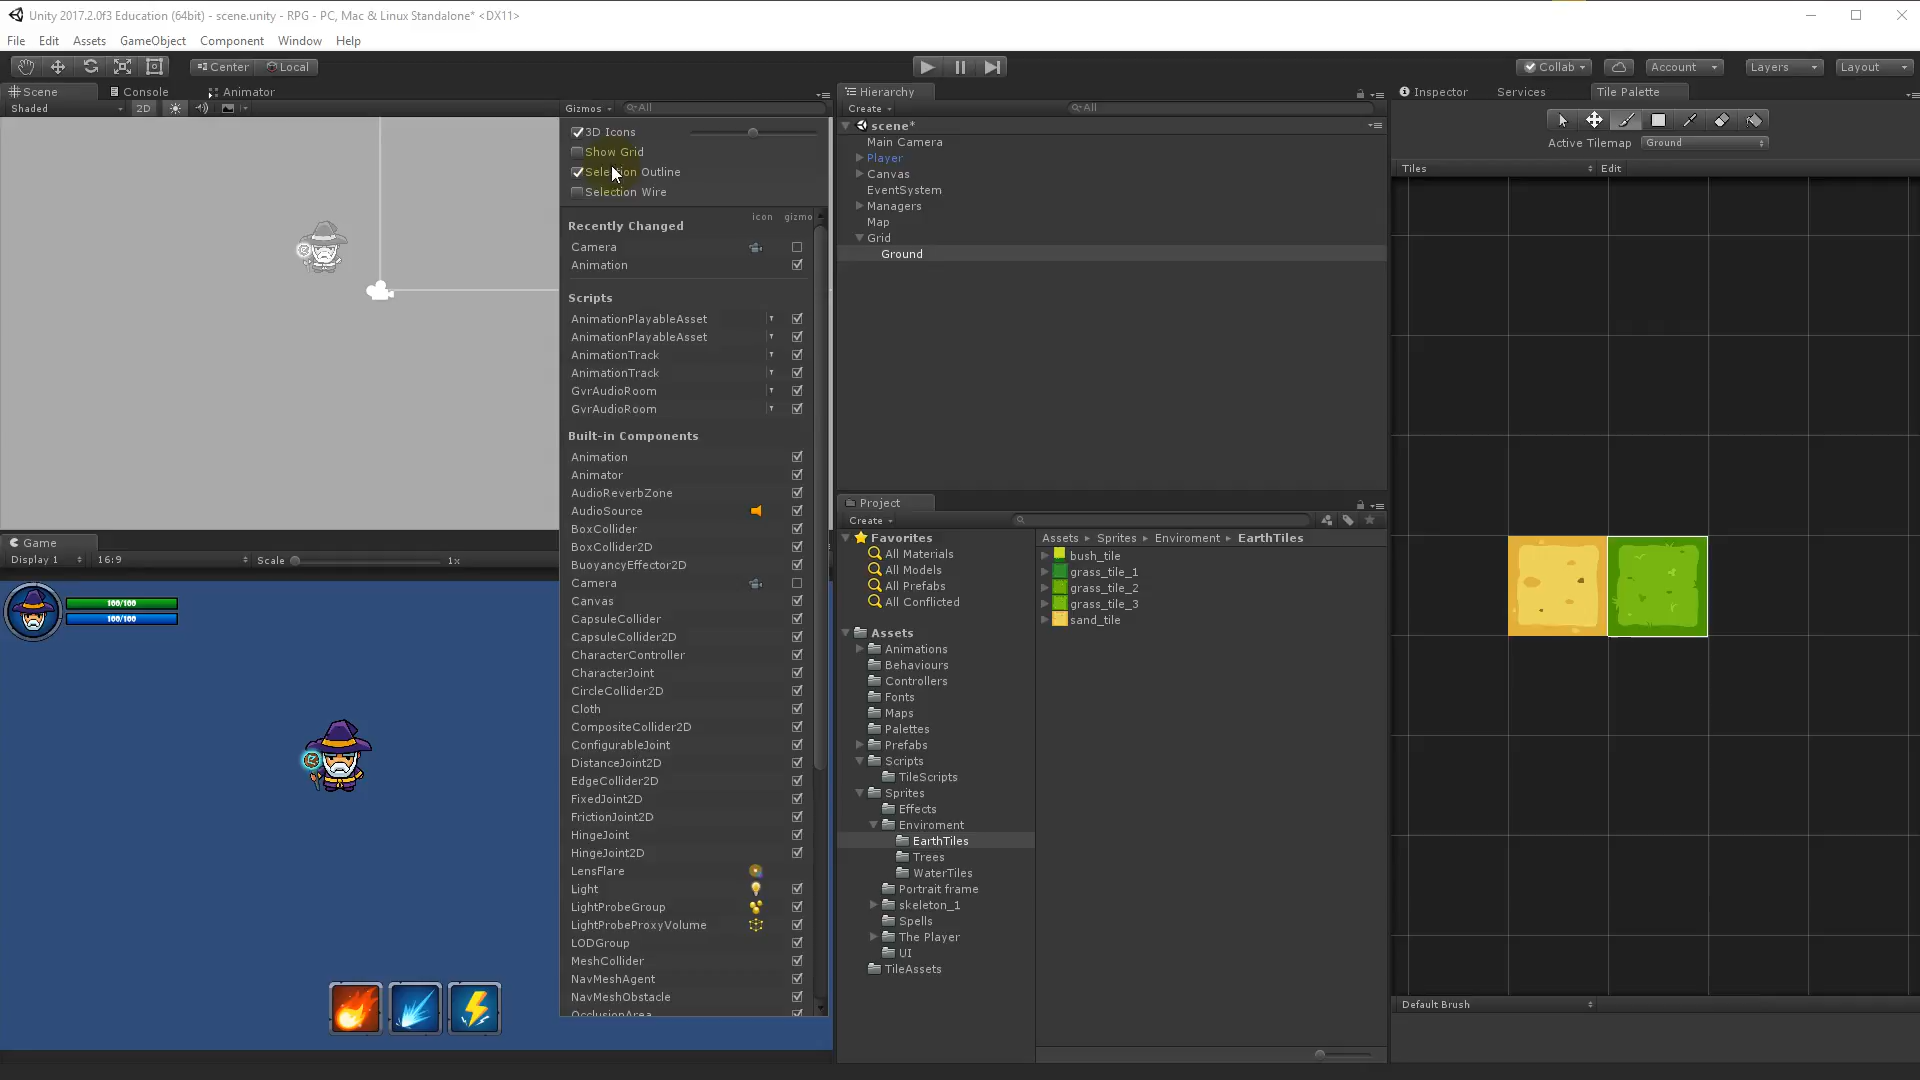 Unity 2017.2.0f3 Education (64bit) - scene.unity - RPG - PC, Mac & Linux Standalone* <DX11>
File Edit Assets GameObject Component Window Help
Center Local
Collab Account Layers Layout
Scene Console Animator
Shaded 2D Gizmos All
3D Icons
Show Grid
Selection Outline
Selection Wire
icon gizmo
Recently Changed
Camera
Animation
Scripts
AnimationPlayableAsset
AnimationPlayableAsset
AnimationTrack
AnimationTrack
GvrAudioRoom
GvrAudioRoom
Built-in Components
Animation
Animator
AudioReverbZone
AudioSource
BoxCollider
BoxCollider2D
BuoyancyEffector2D
Camera
Canvas
CapsuleCollider
CapsuleCollider2D
CharacterController
CharacterJoint
CircleCollider2D
Cloth
CompositeCollider2D
ConfigurableJoint
DistanceJoint2D
EdgeCollider2D
FixedJoint2D
FrictionJoint2D
HingeJoint
HingeJoint2D
LensFlare
Light
LightProbeGroup
LightProbeProxyVolume
LODGroup
MeshCollider
NavMeshAgent
NavMeshObstacle
OcclusionArea
Game
Display 1 16:9 Scale 1x
100/100
100/100
Hierarchy
Create All
scene*
Main Camera
Player
Canvas
EventSystem
Managers
Map
Grid
Ground
Project
Create
Favorites
All Materials
All Models
All Prefabs
All Conflicted
Assets
Animations
Behaviours
Controllers
Fonts
Maps
Palettes
Prefabs
Scripts
TileScripts
Sprites
Effects
Enviroment
EarthTiles
Trees
WaterTiles
Portrait frame
skeleton_1
Spells
The Player
UI
TileAssets
Assets Sprites Enviroment EarthTiles
bush_tile
grass_tile_1
grass_tile_2
grass_tile_3
sand_tile
Inspector Services Tile Palette
Active Tilemap Ground
Tiles Edit
Default Brush